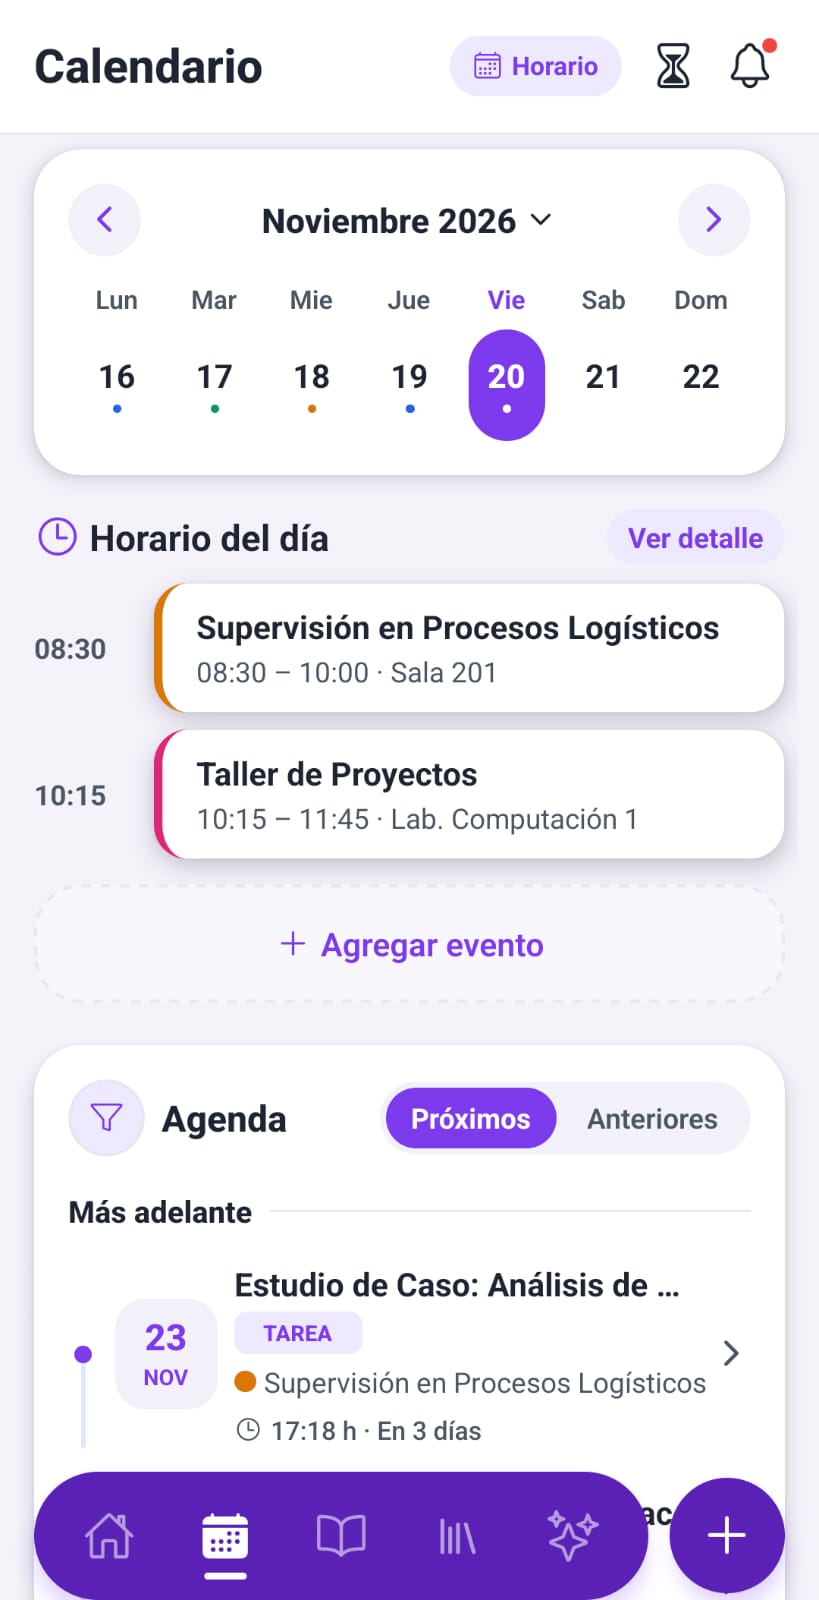 Calendario
Horario
Noviembre 2026
Lun Mar Mie Jue Vie Sab Dom
16 17 18 19 20 21 22
Horario del día
Ver detalle
08:30
Supervisión en Procesos Logísticos
08:30 – 10:00 · Sala 201
10:15
Taller de Proyectos
10:15 – 11:45 · Lab. Computación 1
+ Agregar evento
Agenda
Próximos
Anteriores
Más adelante
23
NOV
Estudio de Caso: Análisis de ...
TAREA
Supervisión en Procesos Logísticos
17:18 h · En 3 días